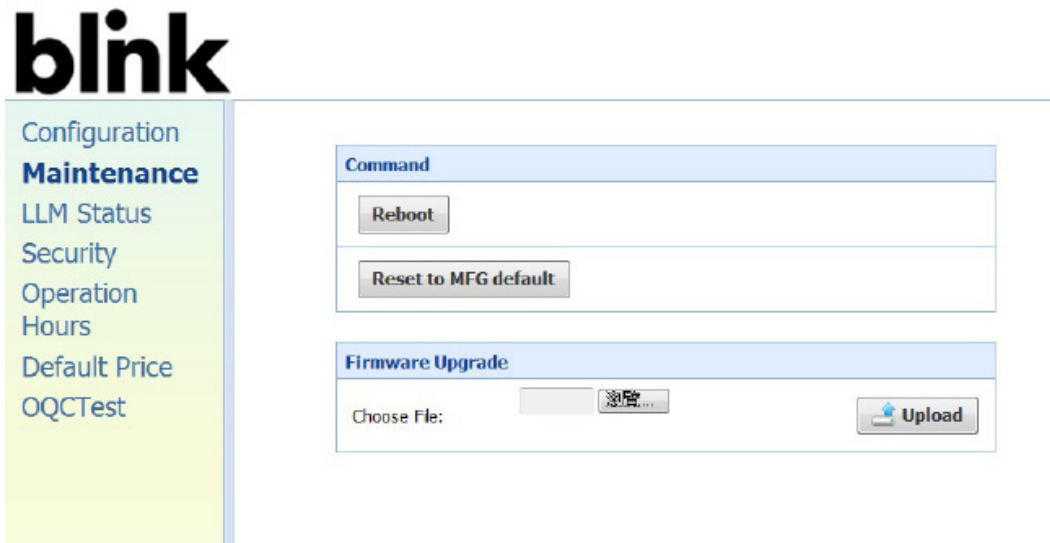 blink
Configuration
Maintenance
LLM Status
Security
Operation
Hours
Default Price
OQCTest
Command
Reboot
Reset to MFG default
Firmware Upgrade
Choose File:
瀏覽...
Upload